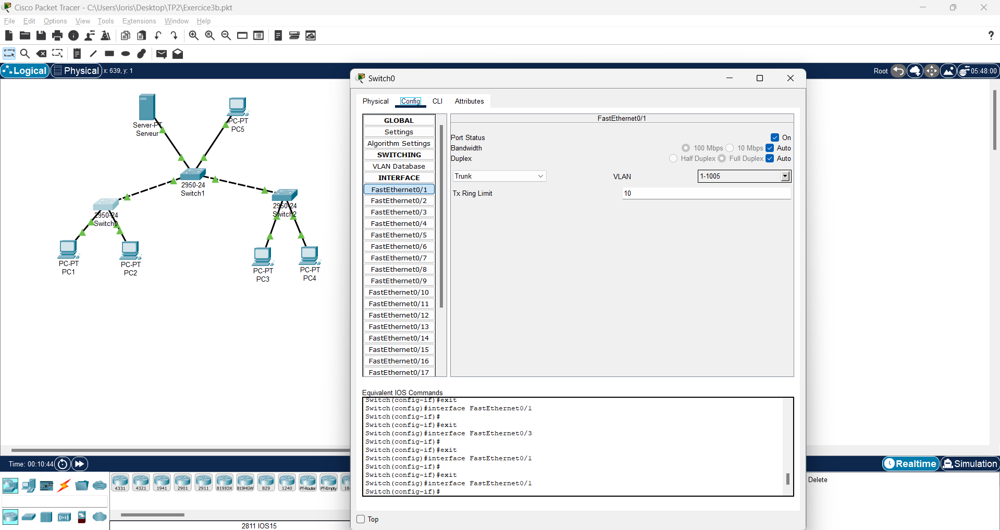 Cisco Packet Tracer - C:\Users\loris\Desktop\TP2\Exercice3b.pkt
File Edit Options View Tools Extensions Window Help
Logical Physical x: 639, y: 1
Root 05:48:00
Server-PT
Serveur
PC-PT
PC5
2950-24
Switch1
2950-24
Switch0
2950-24
Switch2
PC-PT
PC1
PC-PT
PC2
PC-PT
PC3
PC-PT
PC4
Switch0
Physical Config CLI Attributes
GLOBAL
Settings
Algorithm Settings
SWITCHING
VLAN Database
INTERFACE
FastEthernet0/1
FastEthernet0/2
FastEthernet0/3
FastEthernet0/4
FastEthernet0/5
FastEthernet0/6
FastEthernet0/7
FastEthernet0/8
FastEthernet0/9
FastEthernet0/10
FastEthernet0/11
FastEthernet0/12
FastEthernet0/13
FastEthernet0/14
FastEthernet0/15
FastEthernet0/16
FastEthernet0/17
FastEthernet0/1
Port Status On
Bandwidth 100 Mbps 10 Mbps Auto
Duplex Half Duplex Full Duplex Auto
Trunk VLAN 1-1005
Tx Ring Limit 10
Equivalent IOS Commands
Switch(config-if)#exit
Switch(config)#interface FastEthernet0/1
Switch(config-if)#
Switch(config-if)#exit
Switch(config)#interface FastEthernet0/3
Switch(config-if)#
Switch(config-if)#exit
Switch(config)#interface FastEthernet0/1
Switch(config-if)#
Switch(config-if)#exit
Switch(config)#interface FastEthernet0/1
Switch(config-if)#
Top
Time: 00:10:44
Realtime Simulation
4331 4321 1941 2901 2911 819IOX 819HGW 829 1240 PT-Router PT-Empty 18
2811 IOS15
Delete